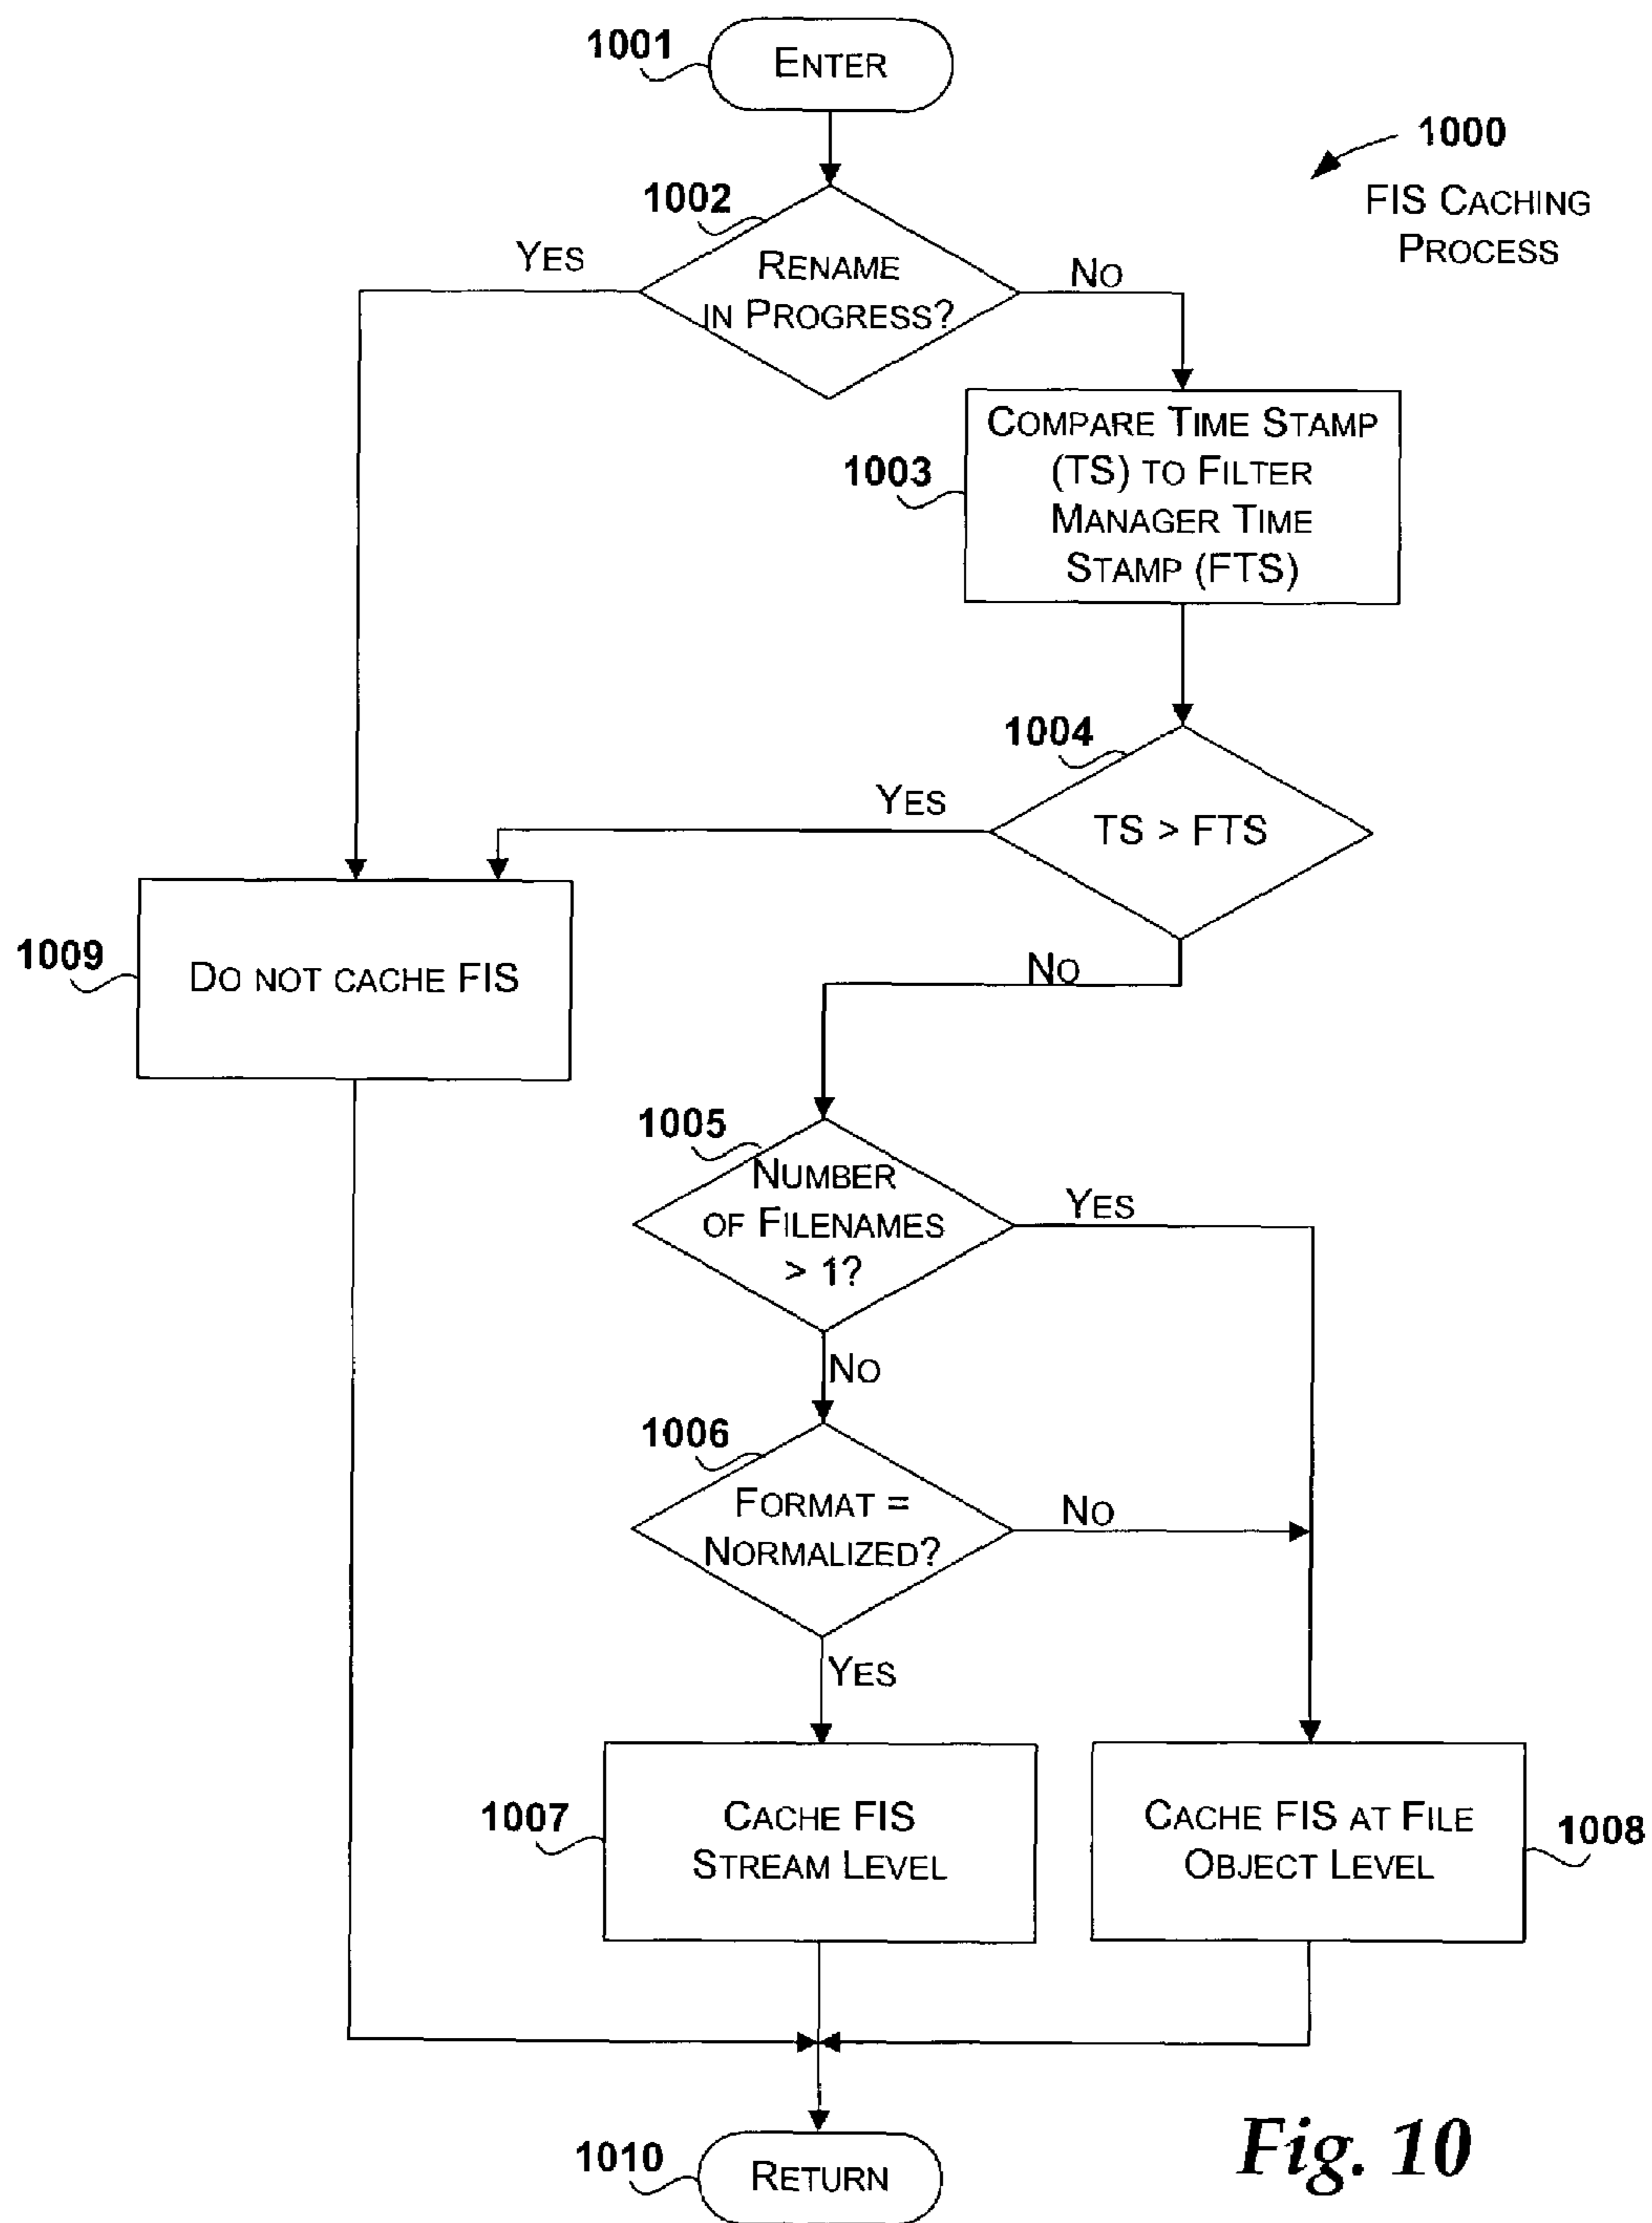 1001
ENTER
1000
FIS CACHING
PROCESS
1002
YES
RENAME
IN PROGRESS?
NO
COMPARE TIME STAMP
(TS) TO FILTER
MANAGER TIME
STAMP (FTS)
1003
1004
YES
TS > FTS
NO
1009
DO NOT CACHE FIS
1005
NUMBER
OF FILENAMES
> 1?
YES
NO
1006
FORMAT =
NORMALIZED?
NO
YES
1007
CACHE FIS
STREAM LEVEL
CACHE FIS AT FILE
OBJECT LEVEL
1008
1010
RETURN
Fig. 10